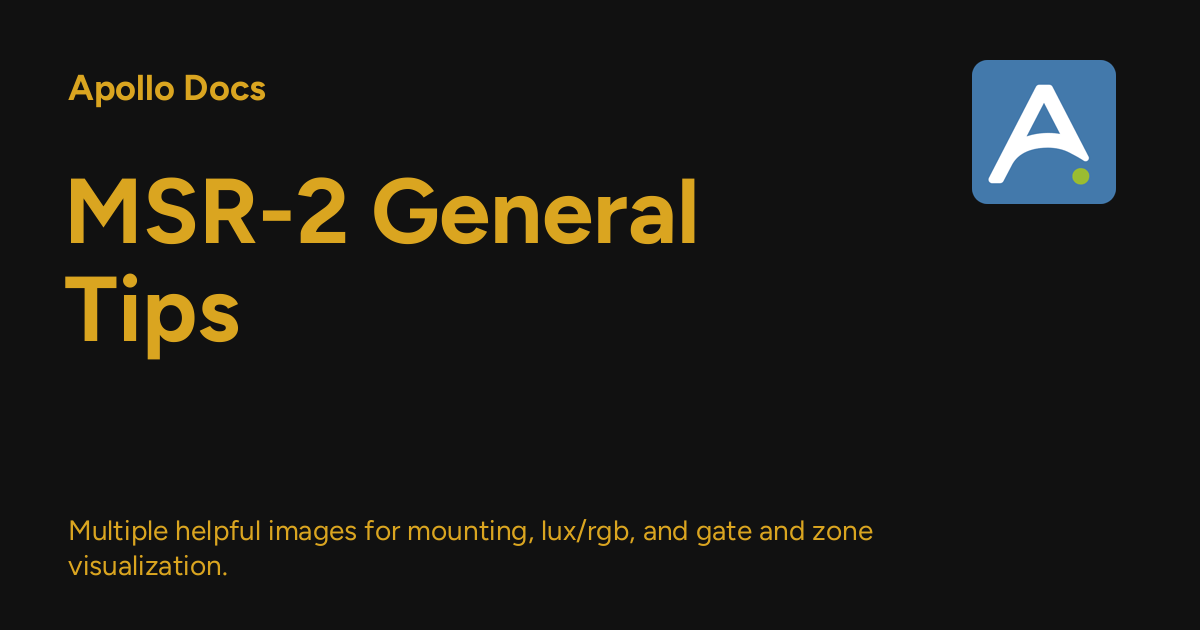 Apollo Docs
MSR-2 General
Tips
Multiple helpful images for mounting, lux/rgb, and gate and zone
visualization.